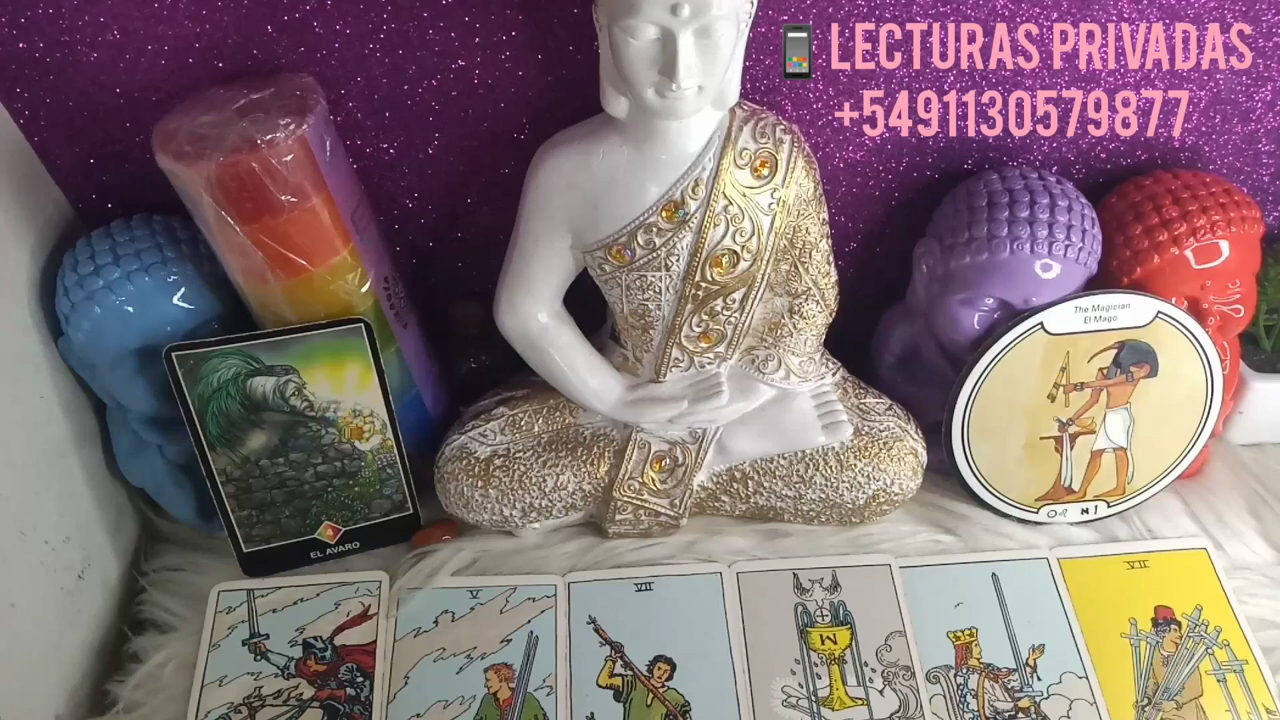 LECTURAS PRIVADAS
+5491130579877
The Magician
El Mago
EL AVARO
V
VII
VII